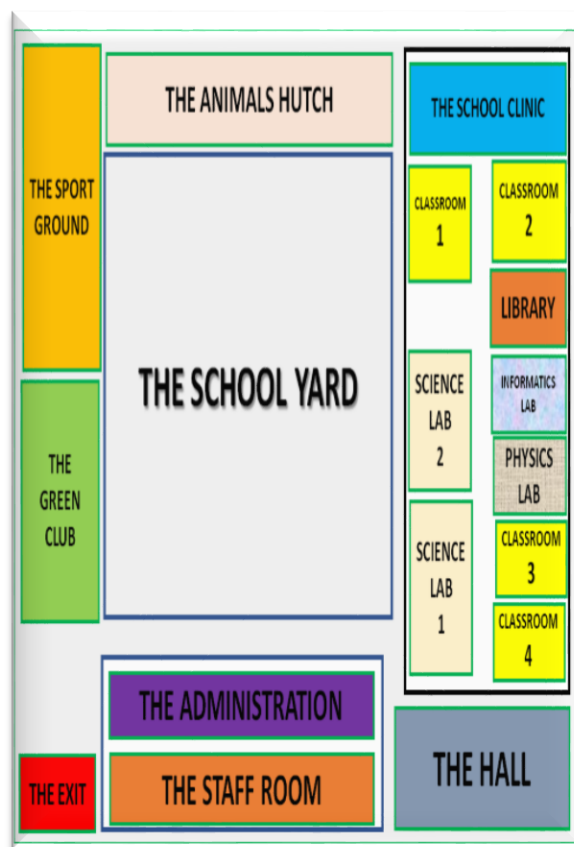 THE ANIMALS HUTCH
THE SCHOOL CLINIC
THE SPORT
GROUND
CLASSROOM
1
CLASSROOM
2
LIBRARY
THE SCHOOL YARD
SCIENCE
LAB
2
INFORMATICS
LAB
THE
GREEN
CLUB
PHYSICS
LAB
SCIENCE
LAB
1
CLASSROOM
3
CLASSROOM
4
THE ADMINISTRATION
THE HALL
THE EXIT
THE STAFF ROOM